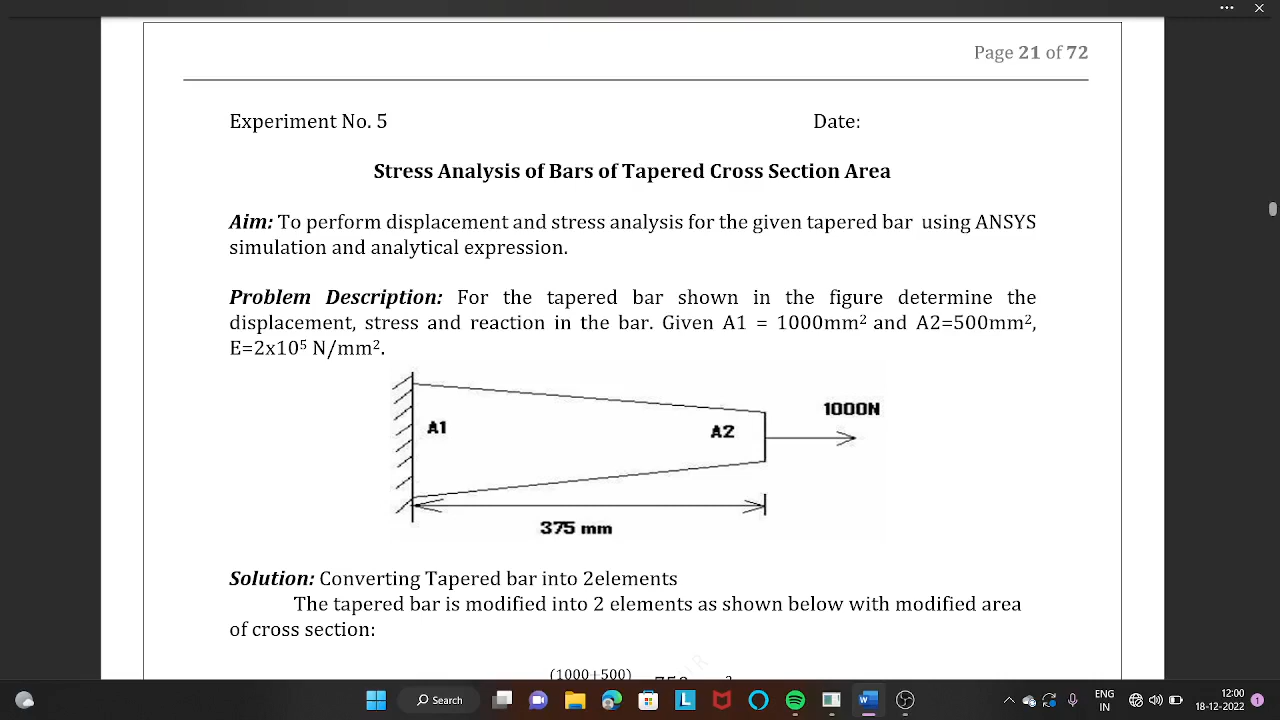 Page 21 of 72
Experiment No. 5 Date:
Stress Analysis of Bars of Tapered Cross Section Area
Aim: To perform displacement and stress analysis for the given tapered bar using ANSYS
simulation and analytical expression.
Problem Description: For the tapered bar shown in the figure determine the
displacement, stress and reaction in the bar. Given A1 = 1000mm² and A2=500mm²,
E=2x10⁵ N/mm².
1000N
A1
A2
375 mm
Solution: Converting Tapered bar into 2elements
The tapered bar is modified into 2 elements as shown below with modified area
of cross section:
(1000+500)
Search
ENG
IN
12:00
18-12-2022
1